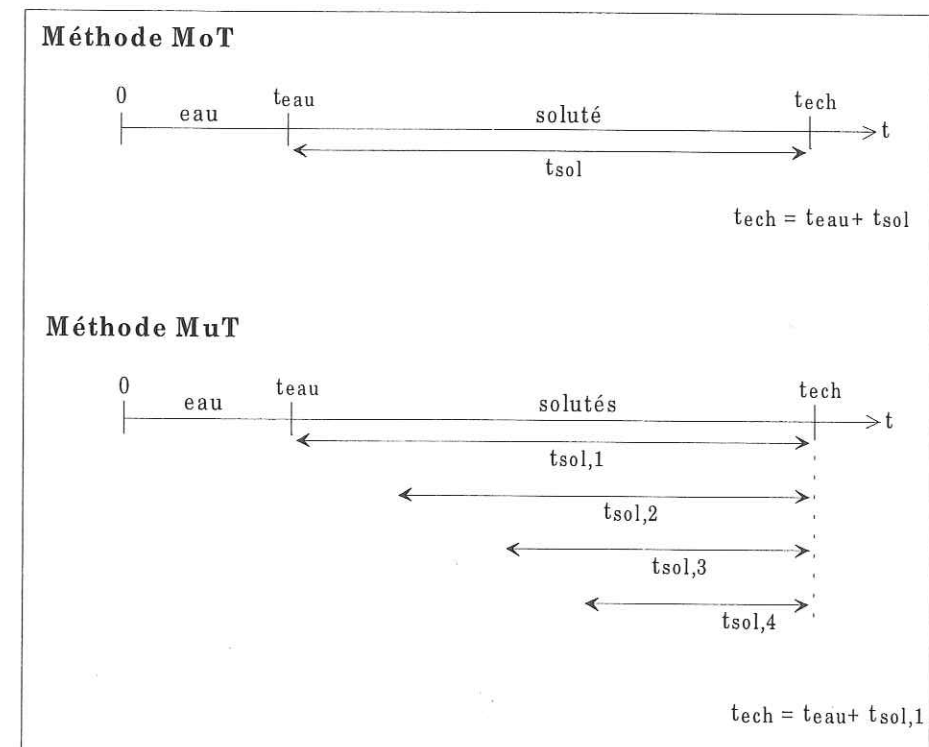 Méthode MoT
0 teau tech
eau soluté
t
tsol
tech = teau+ tsol
Méthode MuT
0 teau tech
eau solutés
t
tsol,1
tsol,2
tsol,3
tsol,4
tech = teau+ tsol,1